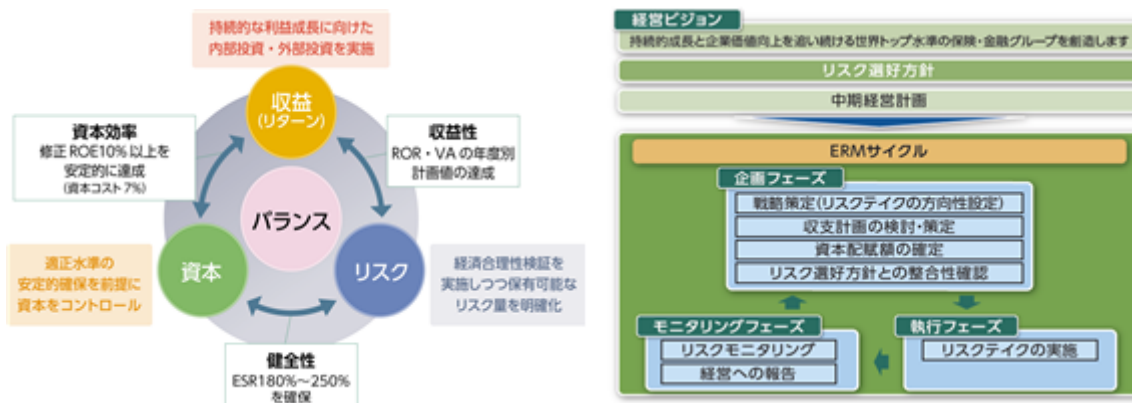 持続的な利益成長に向けた
内部投資・外部投資を実施
収益
(リターン)
資本効率
修正ROE10%以上を
安定的に達成
(資本コスト7%)
収益性
ROR・VAの年度別
計画値の達成
バランス
資本
リスク
適正水準の
安定的確保を前提に
資本をコントロール
経済合理性検証を
実施しつつ保有可能な
リスク量を明確化
健全性
ESR180%～250%
を確保
経営ビジョン
持続的成長と企業価値向上を追い続ける世界トップ水準の保険・金融グループを創造します
リスク選好方針
中期経営計画
ERMサイクル
企画フェーズ
戦略策定(リスクテイクの方向性設定)
収支計画の検討・策定
資本配賦額の確定
リスク選好方針との整合性確認
モニタリングフェーズ
リスクモニタリング
経営への報告
執行フェーズ
リスクテイクの実施